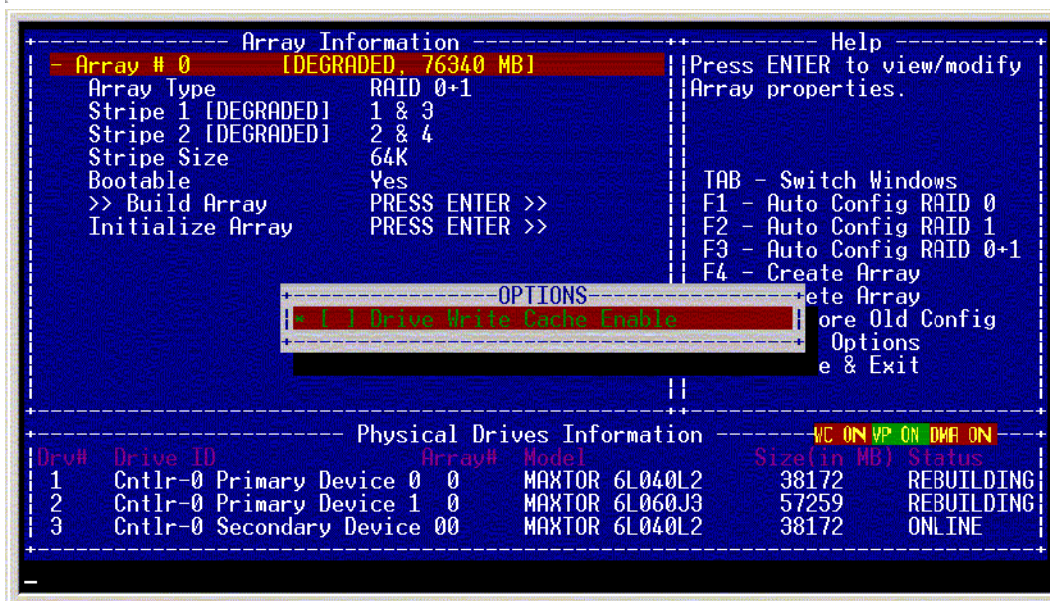 Array Information
- Array # 0 [DEGRADED, 76340 MB]
Array Type RAID 0+1
Stripe 1 [DEGRADED] 1 & 3
Stripe 2 [DEGRADED] 2 & 4
Stripe Size 64K
Bootable Yes
>> Build Array PRESS ENTER >>
Initialize Array PRESS ENTER >>
Help
Press ENTER to view/modify
Array properties.
TAB - Switch Windows
F1 - Auto Config RAID 0
F2 - Auto Config RAID 1
F3 - Auto Config RAID 0+1
F4 - Create Array
ete Array
ore Old Config
Options
e & Exit
OPTIONS
* [ ] Drive Write Cache Enable
Physical Drives Information WC ON VP ON DMA ON
Drv# Drive ID Array# Model Size(in MB) Status
1 Cntlr-0 Primary Device 0 0 MAXTOR 6L040L2 38172 REBUILDING
2 Cntlr-0 Primary Device 1 0 MAXTOR 6L060J3 57259 REBUILDING
3 Cntlr-0 Secondary Device 00 MAXTOR 6L040L2 38172 ONLINE